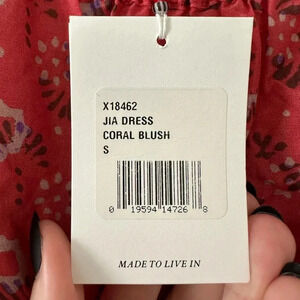 X18462
JIA DRESS
CORAL BLUSH
S
0 19594 14726 8
MADE TO LIVE IN